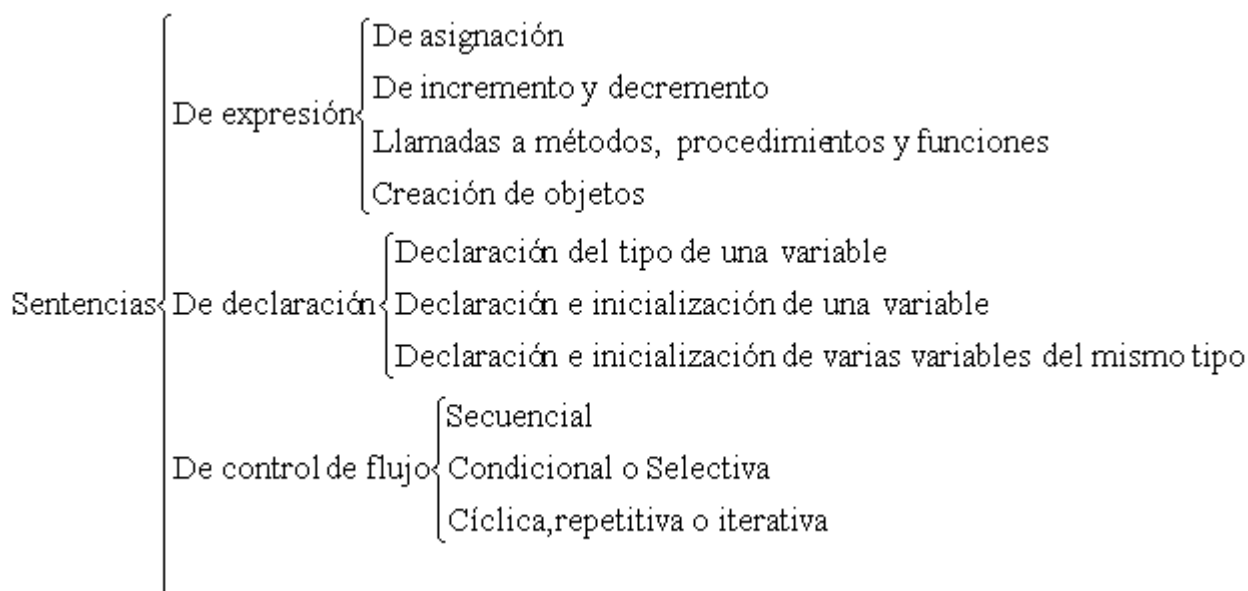 De asignación
De incremento y decremento
De expresión
Llamadas a métodos, procedimientos y funciones
Creación de objetos
Declaración del tipo de una variable
Sentencias
De declaración
Declaración e inicialización de una variable
Declaración e inicialización de varias variables del mismo tipo
Secuencial
De control de flujo
Condicional o Selectiva
Cíclica,repetitiva o iterativa